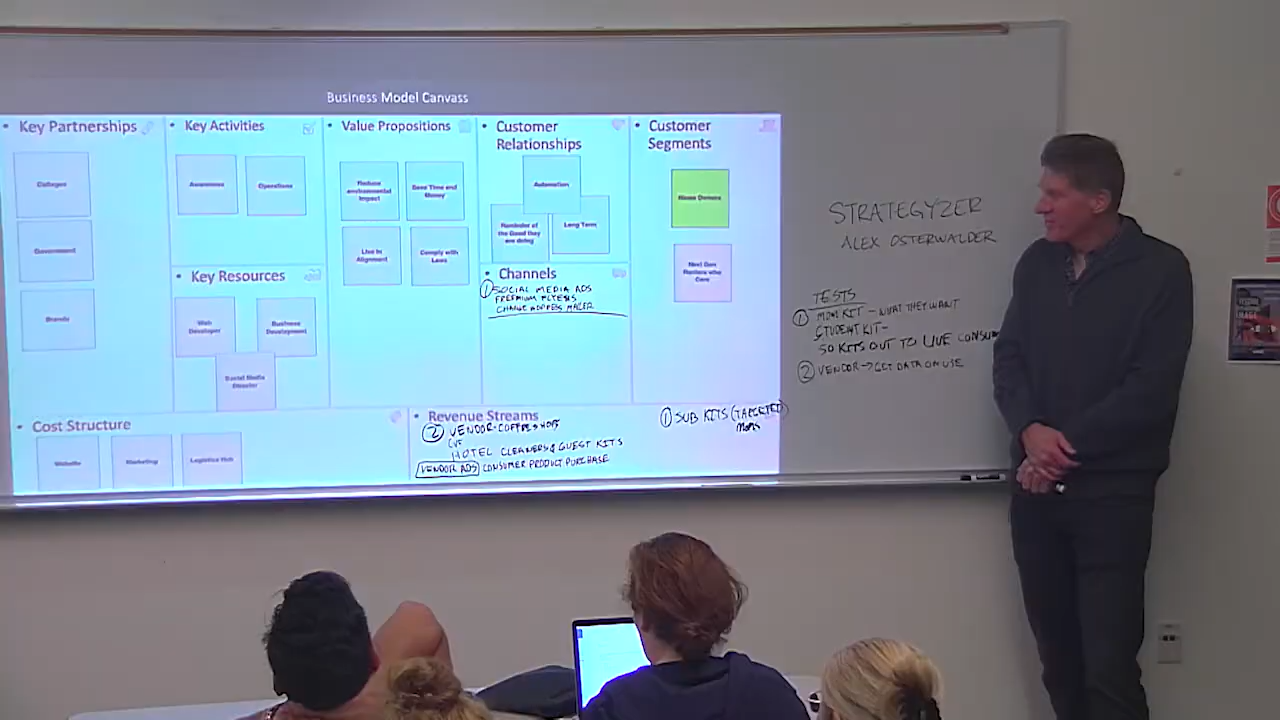 Business Model Canvass
• Key Partnerships
Colleges
Government
Brands
• Key Activities
Awareness
Operations
• Key Resources
Web
Developer
Business
Development
Social Media
Director
• Value Propositions
Reduce
environmental
impact
Save Time and
Money
Live In
Alignment
Comply with
Laws
• Customer
Relationships
Automation
Reminder of
the Good they
are doing
Long Term
• Channels
① SOCIAL MEDIA ADS
FREEMIUM FLYERS
CHANGE ADDRESS MAILER
• Customer
Segments
Home Owners
Next Gen
Renters who
Care
• Cost Structure
Website
Marketing
Logistics Hub
• Revenue Streams
② VENDOR-COFFEE SHOPS
HOTEL CLEANERS & GUEST KITS
VENDOR ADS CONSUMER PRODUCT PURCHASE
① SUB KITS (TARGETED)
STRATEGYZER
ALEX OSTERWALDER
TESTS
① MOVE KIT - WHAT THEY WANT
STUDENT KIT-
50 KITS OUT TO LIVE
② VENDOR → GET DATA ON USE